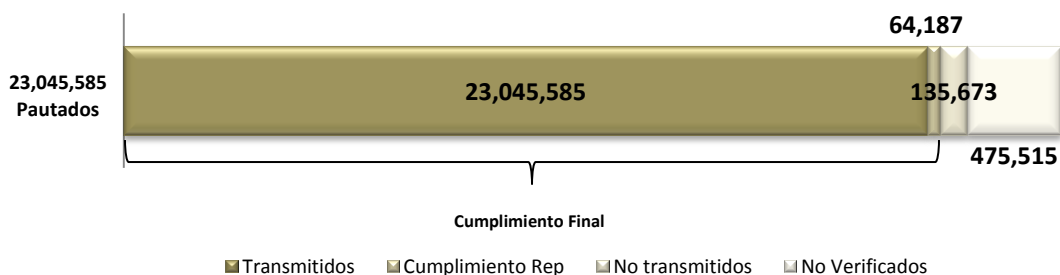 64,187
23,045,585
Pautados
23,045,585
135,673
475,515
Cumplimiento Final
Transmitidos
Cumplimiento Rep
No transmitidos
No Verificados